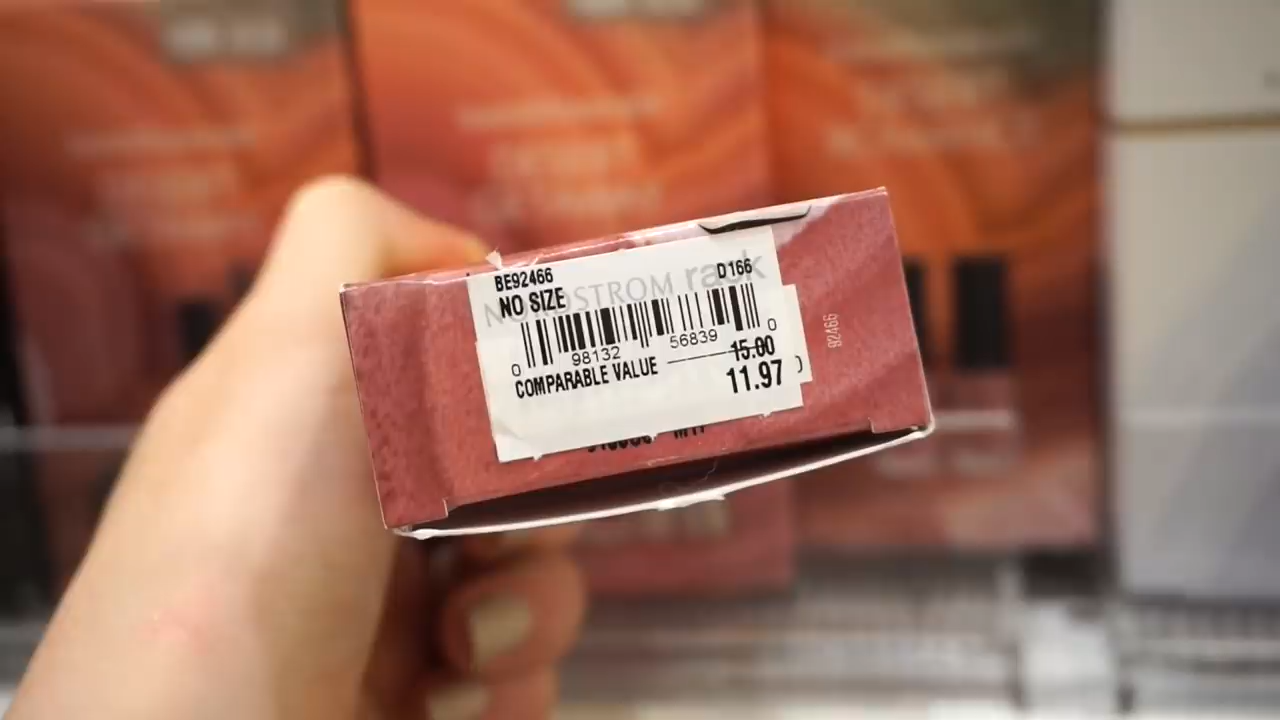 BE92466 D166
NORDSTROM rack
NO SIZE
0 98132 56839 0
COMPARABLE VALUE 15.00
11.97
92466